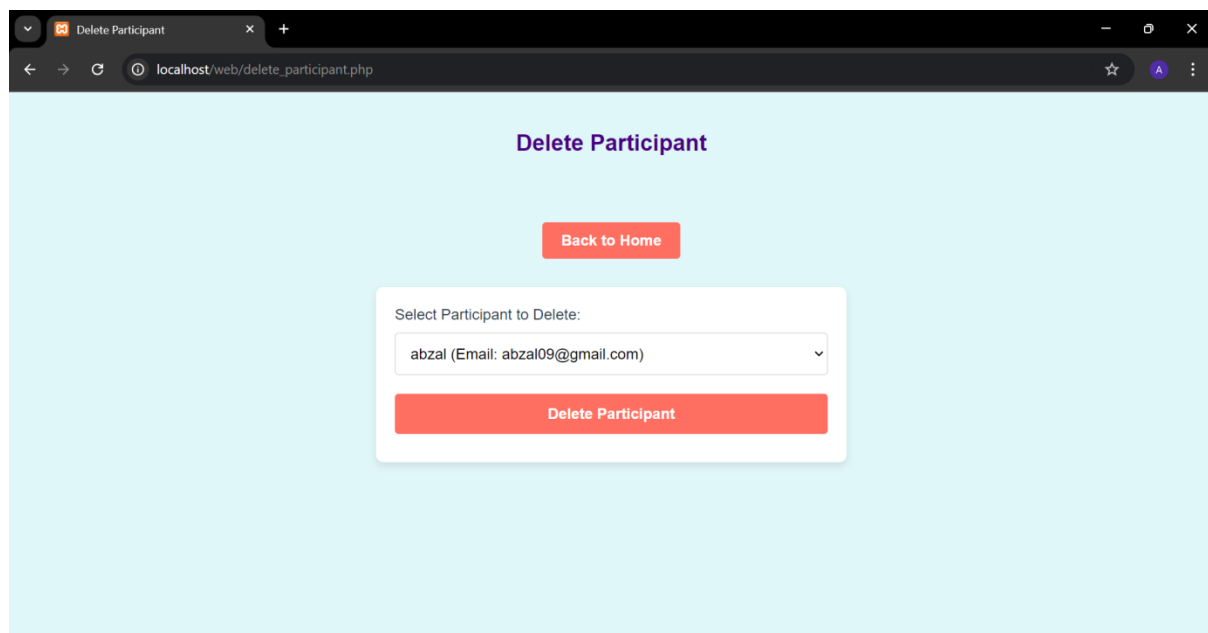 Delete Participant
localhost/web/delete_participant.php
A
Delete Participant
Back to Home
Select Participant to Delete:
abzal (Email: abzal09@gmail.com)
Delete Participant